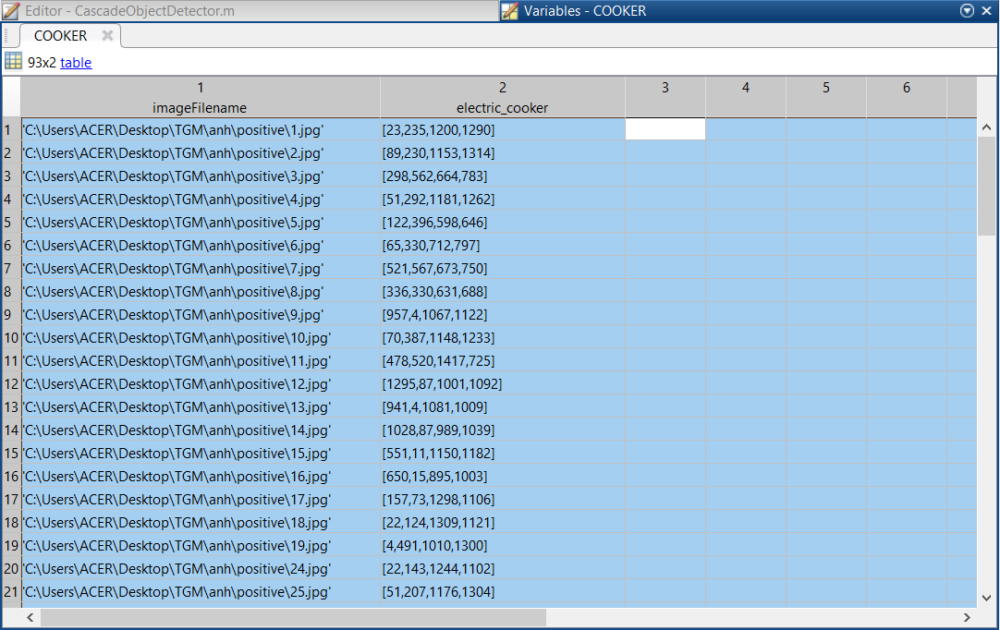 Editor - CascadeObjectDetector.m Variables - COOKER
COOKER
93x2 table
1 2 3 4 5 6
imageFilename electric_cooker
1 'C:\Users\ACER\Desktop\TGM\anh\positive\1.jpg' [23,235,1200,1290]
2 'C:\Users\ACER\Desktop\TGM\anh\positive\2.jpg' [89,230,1153,1314]
3 'C:\Users\ACER\Desktop\TGM\anh\positive\3.jpg' [298,562,664,783]
4 'C:\Users\ACER\Desktop\TGM\anh\positive\4.jpg' [51,292,1181,1262]
5 'C:\Users\ACER\Desktop\TGM\anh\positive\5.jpg' [122,396,598,646]
6 'C:\Users\ACER\Desktop\TGM\anh\positive\6.jpg' [65,330,712,797]
7 'C:\Users\ACER\Desktop\TGM\anh\positive\7.jpg' [521,567,673,750]
8 'C:\Users\ACER\Desktop\TGM\anh\positive\8.jpg' [336,330,631,688]
9 'C:\Users\ACER\Desktop\TGM\anh\positive\9.jpg' [957,4,1067,1122]
10 'C:\Users\ACER\Desktop\TGM\anh\positive\10.jpg' [70,387,1148,1233]
11 'C:\Users\ACER\Desktop\TGM\anh\positive\11.jpg' [478,520,1417,725]
12 'C:\Users\ACER\Desktop\TGM\anh\positive\12.jpg' [1295,87,1001,1092]
13 'C:\Users\ACER\Desktop\TGM\anh\positive\13.jpg' [941,4,1081,1009]
14 'C:\Users\ACER\Desktop\TGM\anh\positive\14.jpg' [1028,87,989,1039]
15 'C:\Users\ACER\Desktop\TGM\anh\positive\15.jpg' [551,11,1150,1182]
16 'C:\Users\ACER\Desktop\TGM\anh\positive\16.jpg' [650,15,895,1003]
17 'C:\Users\ACER\Desktop\TGM\anh\positive\17.jpg' [157,73,1298,1106]
18 'C:\Users\ACER\Desktop\TGM\anh\positive\18.jpg' [22,124,1309,1121]
19 'C:\Users\ACER\Desktop\TGM\anh\positive\19.jpg' [4,491,1010,1300]
20 'C:\Users\ACER\Desktop\TGM\anh\positive\24.jpg' [22,143,1244,1102]
21 'C:\Users\ACER\Desktop\TGM\anh\positive\25.jpg' [51,207,1176,1304]